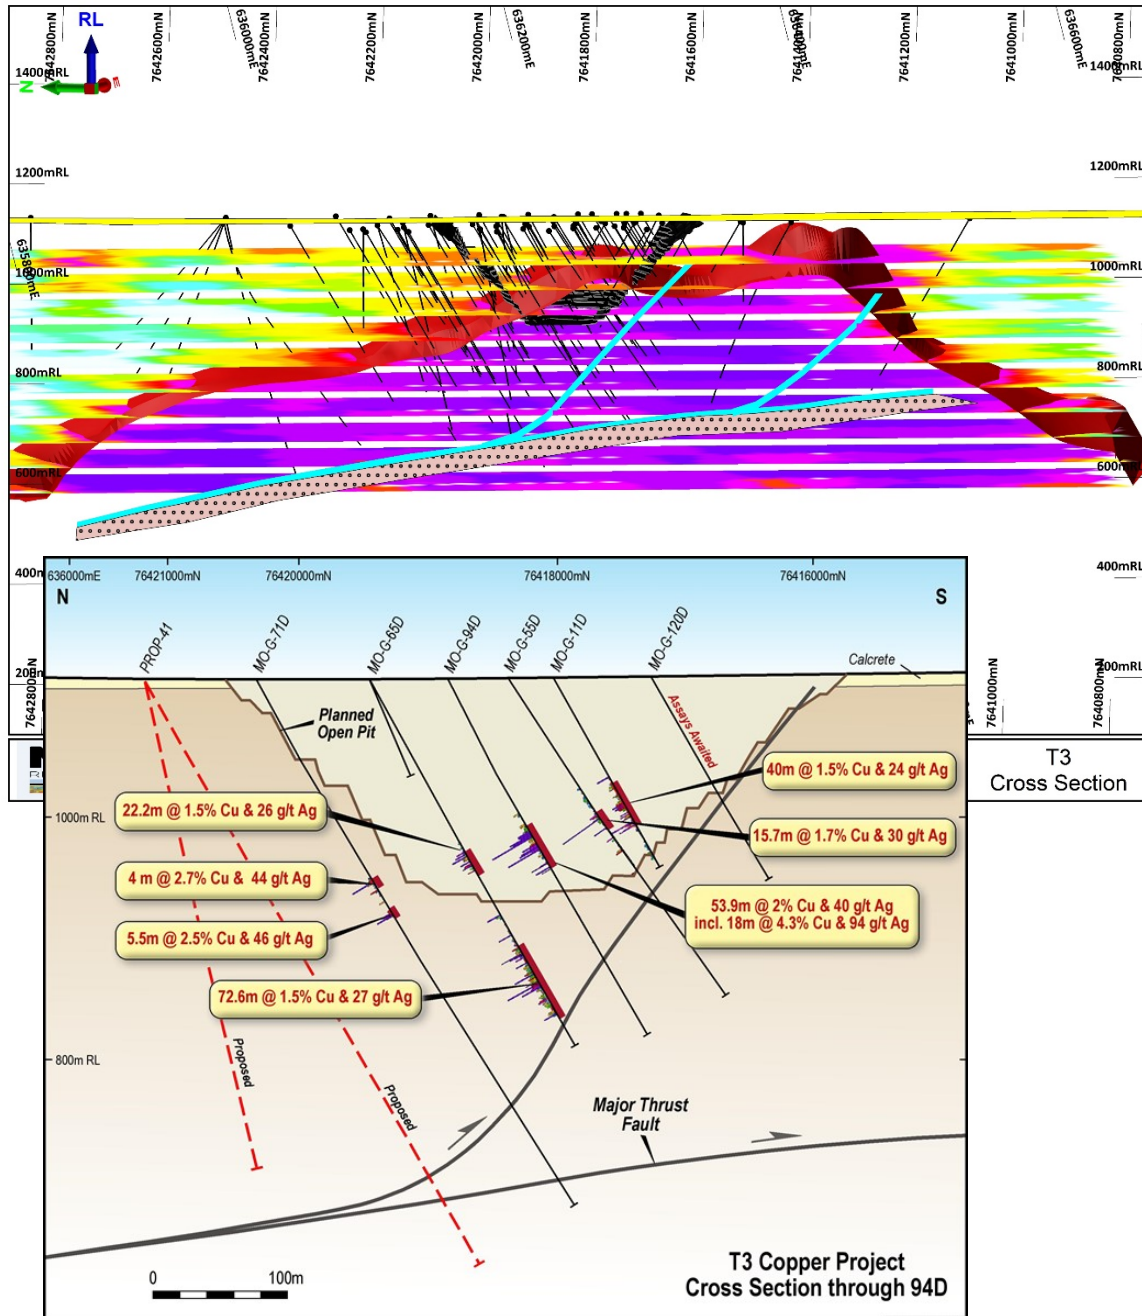 RL
N
7642800mN
7642600mN
636000mE
7642400mN
7642200mN
7642000mN
636200mE
7641800mN
7641600mN
7641200mN
7641000mN
636600mE
1400mRL
1400mRL
1200mRL
1200mRL
635800mE
1000mRL
1000mRL
800mRL
800mRL
600mRL
400mRL
200mRL
7642800mN
7641000mN
7640800mN
T3
Cross Section
636000mE
76421000mN
76420000mN
76418000mN
76416000mN
N
S
PROP-41
MO-G-71D
MO-G-65D
MO-G-94D
MO-G-55D
MO-G-11D
MO-G-120D
Calcrete
Planned
Open Pit
Assays Awaited
40m @ 1.5% Cu & 24 g/t Ag
22.2m @ 1.5% Cu & 26 g/t Ag
1000m RL
15.7m @ 1.7% Cu & 30 g/t Ag
4 m @ 2.7% Cu & 44 g/t Ag
53.9m @ 2% Cu & 40 g/t Ag
incl. 18m @ 4.3% Cu & 94 g/t Ag
5.5m @ 2.5% Cu & 46 g/t Ag
72.6m @ 1.5% Cu & 27 g/t Ag
800m RL
Proposed
Proposed
Major Thrust
Fault
0 100m
T3 Copper Project
Cross Section through 94D